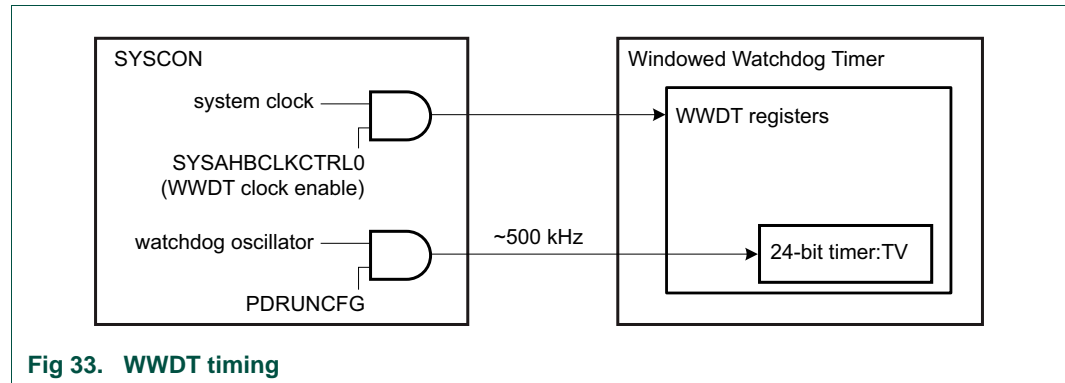 SYSCON
system clock
SYSAHBCLKCTRL0
(WWDT clock enable)
watchdog oscillator
PDRUNCFG
~500 kHz
Windowed Watchdog Timer
WWDT registers
24-bit timer:TV
Fig 33. WWDT timing